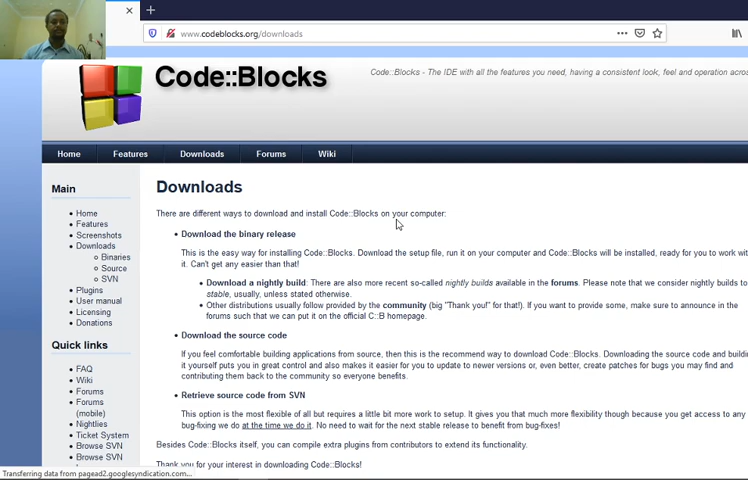 www.codeblocks.org/downloads
Code::Blocks
Code::Blocks - The IDE with all the features you need, having a consistent look, feel and operation across
Home
Features
Downloads
Forums
Wiki
Main
Home
Features
Screenshots
Downloads
Binaries
Source
SVN
Plugins
User manual
Licensing
Donations
Quick links
FAQ
Wiki
Forums
Forums
(mobile)
Nightlies
Ticket System
Browse SVN
Browse SVN
Downloads
There are different ways to download and install Code::Blocks on your computer:
Download the binary release
This is the easy way for installing Code::Blocks. Download the setup file, run it on your computer and Code::Blocks will be installed, ready for you to work
it. Can't get any easier than that!
Download a nightly build: There are also more recent so-called nightly builds available in the forums. Please note that we consider nightly builds to
stable, usually, unless stated otherwise.
Other distributions usually follow provided by the community (big "Thank you!" for that!). If you want to provide some, make sure to announce in the
forums such that we can put it on the official C::B homepage.
Download the source code
If you feel comfortable building applications from source, then this is the recommend way to download Code::Blocks. Downloading the source code and
it yourself puts you in great control and also makes it easier for you to update to newer versions or, even better, create patches for bugs you may find and
contributing them back to the community so everyone benefits.
Retrieve source code from SVN
This option is the most flexible of all but requires a little bit more work to setup. It gives you that much more flexibility though because you get access to any
bug-fixing we do at the time we do it. No need to wait for the next stable release to benefit from bug-fixes!
Besides Code::Blocks itself, you can compile extra plugins from contributors to extend its functionality.
Thank you for your interest in downloading Code::Blocks!
Transferring data from pagead2.googlesyndication.com...